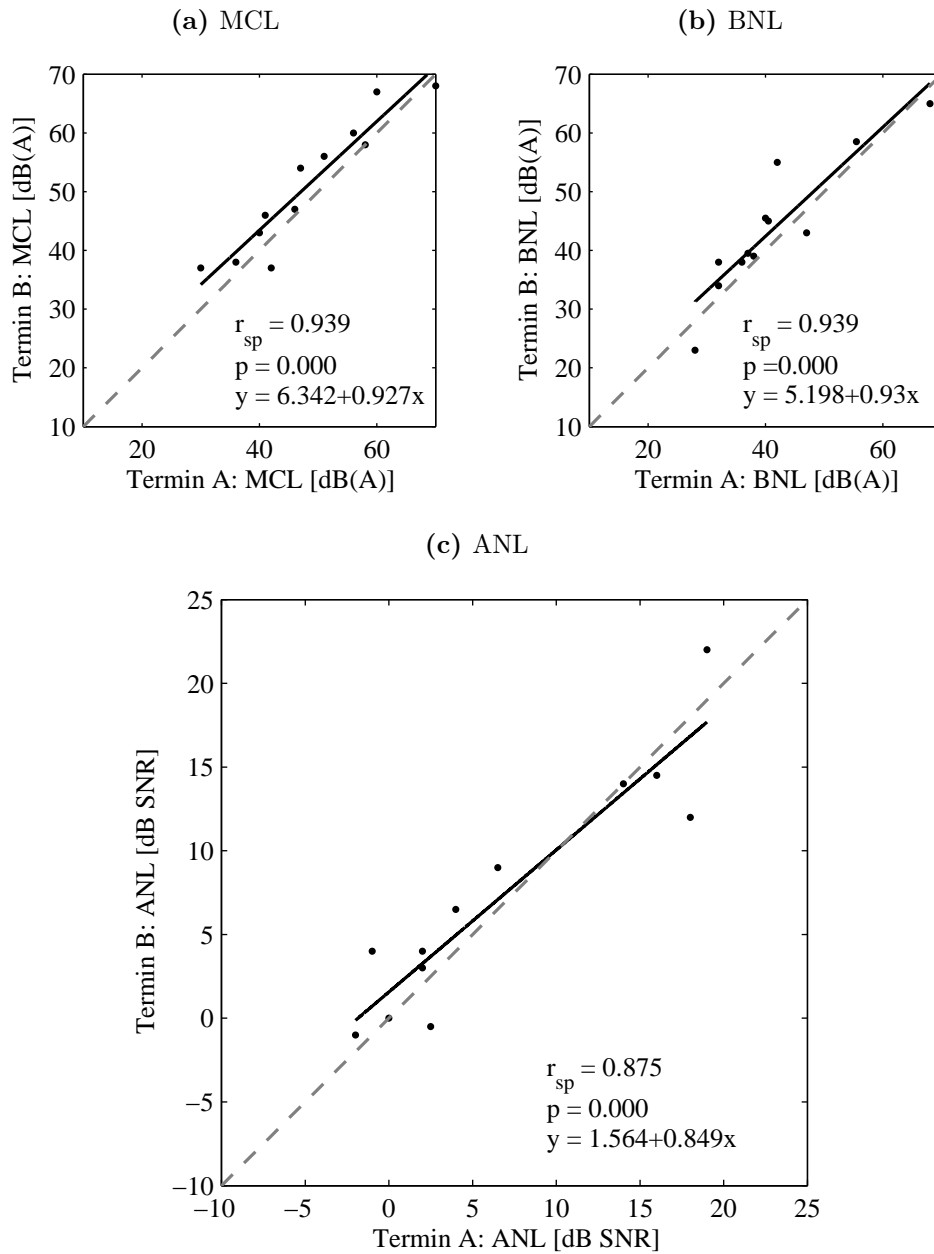 (a) MCL
70
60
50
40
30
20
10
Termin B: MCL [dB(A)]
r_sp = 0.939
p = 0.000
y = 6.342+0.927x
20
40
60
Termin A: MCL [dB(A)]
(b) BNL
70
60
50
40
30
20
10
Termin B: BNL [dB(A)]
r_sp = 0.939
p =0.000
y = 5.198+0.93x
20
40
60
Termin A: BNL [dB(A)]
(c) ANL
25
20
15
10
5
0
−5
−10
Termin B: ANL [dB SNR]
r_sp = 0.875
p = 0.000
y = 1.564+0.849x
−10
−5
0
5
10
15
20
25
Termin A: ANL [dB SNR]